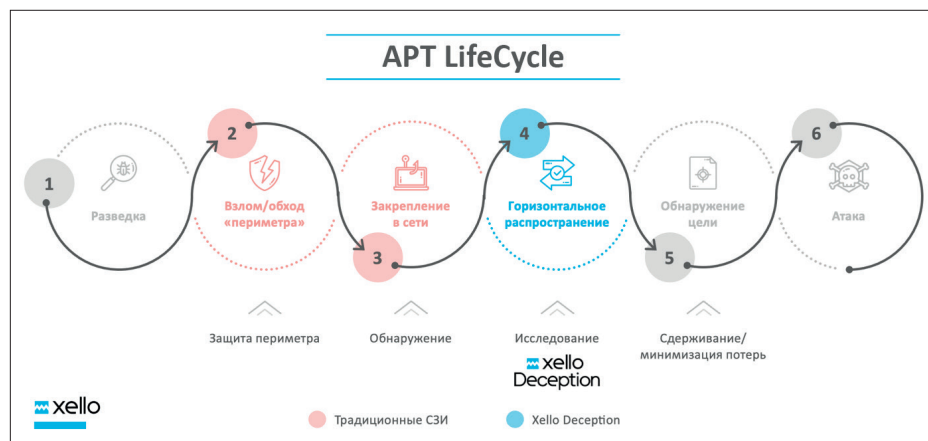 APT LifeCycle
1
Разведка
2
Взлом/обход
«периметра»
Закрепление
в сети
3
4
Горизонтальное
распространение
Обнаружение
цели
5
6
Атака
Защита периметра
Обнаружение
Исследование
xello
Deception
Сдерживание/
минимизация потерь
xello
Традиционные СЗИ
Xello Deception